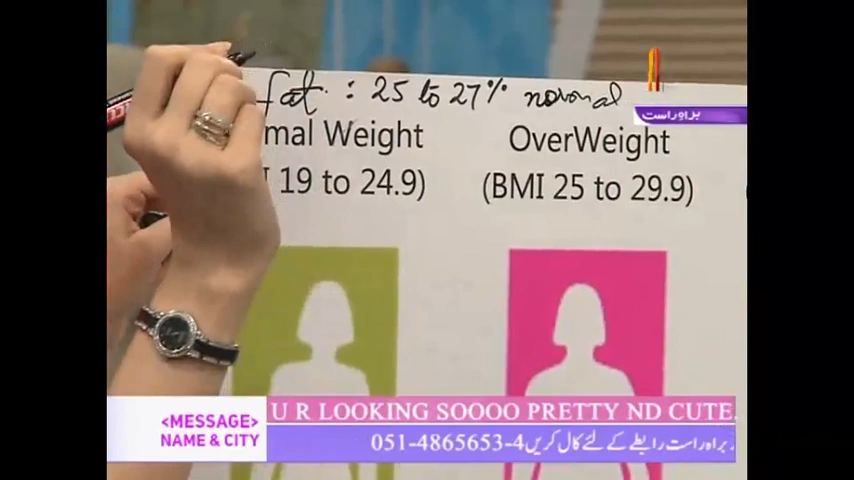 fat : 25 to 27% normal
براہ راست
mal Weight
OverWeight
19 to 24.9)
(BMI 25 to 29.9)
<MESSAGE>
NAME & CITY
U R LOOKING SOOOO PRETTY ND CUTE.
براہ راست رابطے کے لئے کال کریں 051-4865653-4